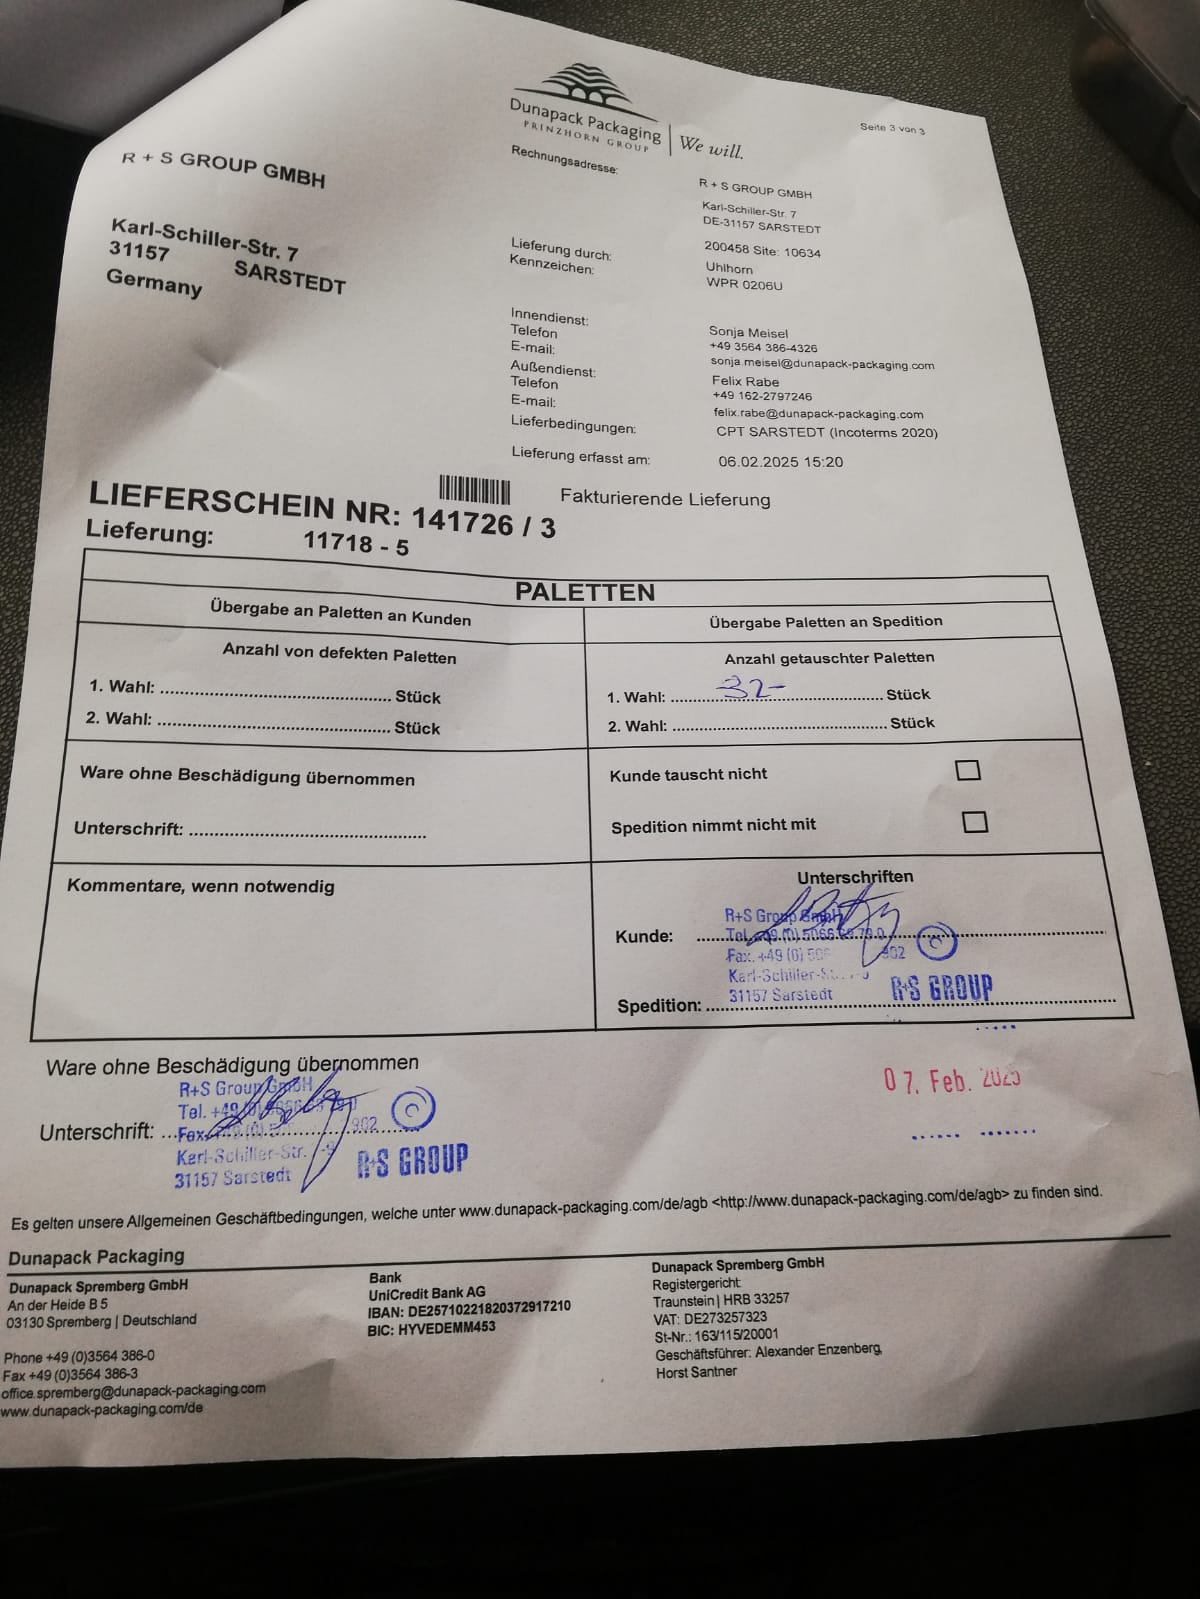 Dunapack Packaging
PRINZHORN GROUP
We will.
Seite 3 von 3
R + S GROUP GMBH
Karl-Schiller-Str. 7
31157 SARSTEDT
Germany
Rechnungsadresse:
R + S GROUP GMBH
Karl-Schiller-Str. 7
DE-31157 SARSTEDT
Lieferung durch: 200458 Site: 10634
Uhlhorn
Kennzeichen: WPR 0206U
Innendienst: Sonja Meisel
Telefon +49 3564 386-4326
E-mail: sonja.meisel@dunapack-packaging.com
Außendienst: Felix Rabe
Telefon +49 162-2797246
E-mail: felix.rabe@dunapack-packaging.com
Lieferbedingungen: CPT SARSTEDT (Incoterms 2020)
Lieferung erfasst am: 06.02.2025 15:20
LIEFERSCHEIN NR: 141726 / 3
Fakturierende Lieferung
Lieferung: 11718 - 5
PALETTEN
Übergabe an Paletten an Kunden
Übergabe Paletten an Spedition
Anzahl von defekten Paletten
Anzahl getauschter Paletten
1. Wahl: ........ Stück
1. Wahl: 32- Stück
2. Wahl: ........ Stück
2. Wahl: ........ Stück
Ware ohne Beschädigung übernommen
Kunde tauscht nicht
Unterschrift: ........
Spedition nimmt nicht mit
Kommentare, wenn notwendig
Unterschriften
Kunde:
R+S Group GmbH
Karl-Schiller-S
31157 Sarstedt
R+S GROUP
Spedition:
07. Feb. 2025
Ware ohne Beschädigung übernommen
Unterschrift:
R+S Group GmbH
Karl-Schiller-Str. 7-9
31157 Sarstedt
R+S GROUP
Es gelten unsere Allgemeinen Geschäftbedingungen, welche unter www.dunapack-packaging.com/de/agb <http://www.dunapack-packaging.com/de/agb> zu finden sind.
Dunapack Packaging
Dunapack Spremberg GmbH
An der Heide B 5
03130 Spremberg | Deutschland
Phone +49 (0)3564 386-0
Fax +49 (0)3564 386-3
office.spremberg@dunapack-packaging.com
www.dunapack-packaging.com/de
Bank
UniCredit Bank AG
IBAN: DE25710221820372917210
BIC: HYVEDEMM453
Dunapack Spremberg GmbH
Registergericht
Traunstein | HRB 33257
VAT: DE273257323
St-Nr.: 163/115/20001
Geschäftsführer: Alexander Enzenberg,
Horst Santner